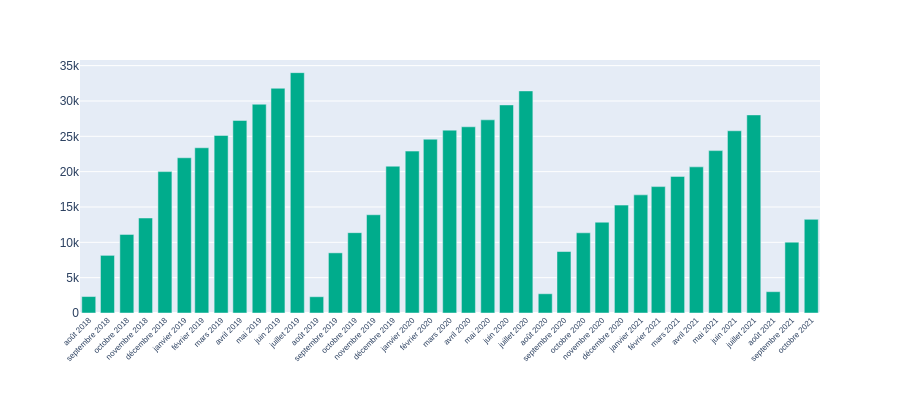 35k
30k
25k
20k
15k
10k
5k
0
août 2018
septembre 2018
octobre 2018
novembre 2018
décembre 2018
janvier 2019
février 2019
mars 2019
avril 2019
mai 2019
juin 2019
juillet 2019
août 2019
septembre 2019
octobre 2019
novembre 2019
décembre 2019
janvier 2020
février 2020
mars 2020
avril 2020
mai 2020
juin 2020
juillet 2020
août 2020
septembre 2020
octobre 2020
novembre 2020
décembre 2020
janvier 2021
février 2021
mars 2021
avril 2021
mai 2021
juin 2021
juillet 2021
août 2021
septembre 2021
octobre 2021